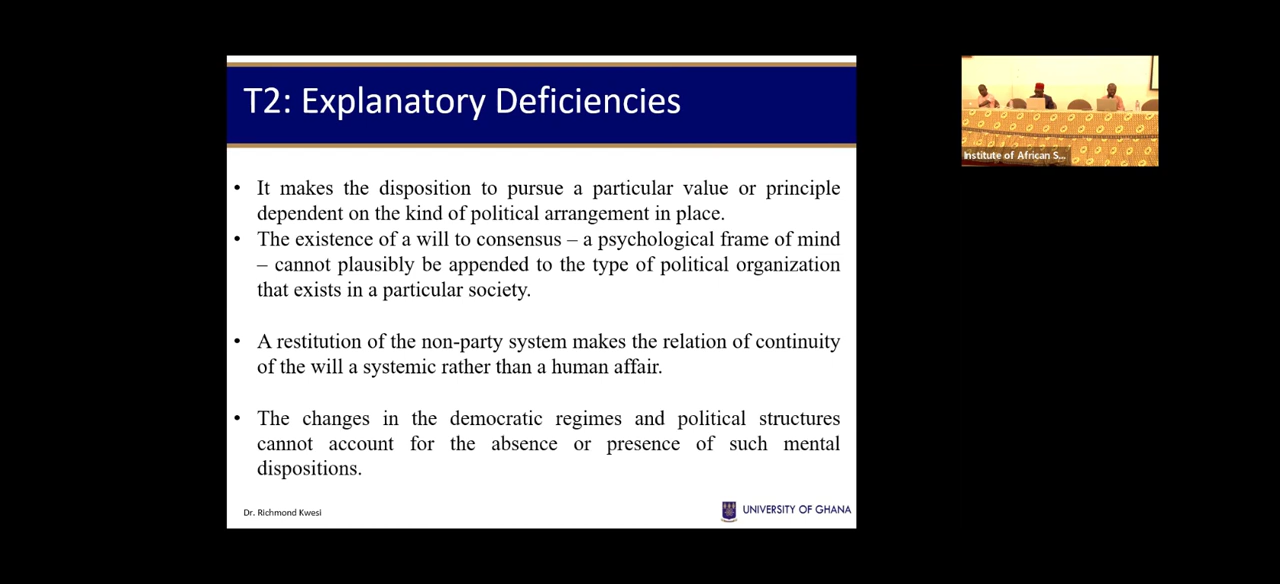 T2: Explanatory Deficiencies
• It makes the disposition to pursue a particular value or principle
dependent on the kind of political arrangement in place.
• The existence of a will to consensus – a psychological frame of mind
– cannot plausibly be appended to the type of political organization
that exists in a particular society.
• A restitution of the non-party system makes the relation of continuity
of the will a systemic rather than a human affair.
• The changes in the democratic regimes and political structures
cannot account for the absence or presence of such mental
dispositions.
Dr. Richmond Kwesi
UNIVERSITY OF GHANA
Institute of African S...